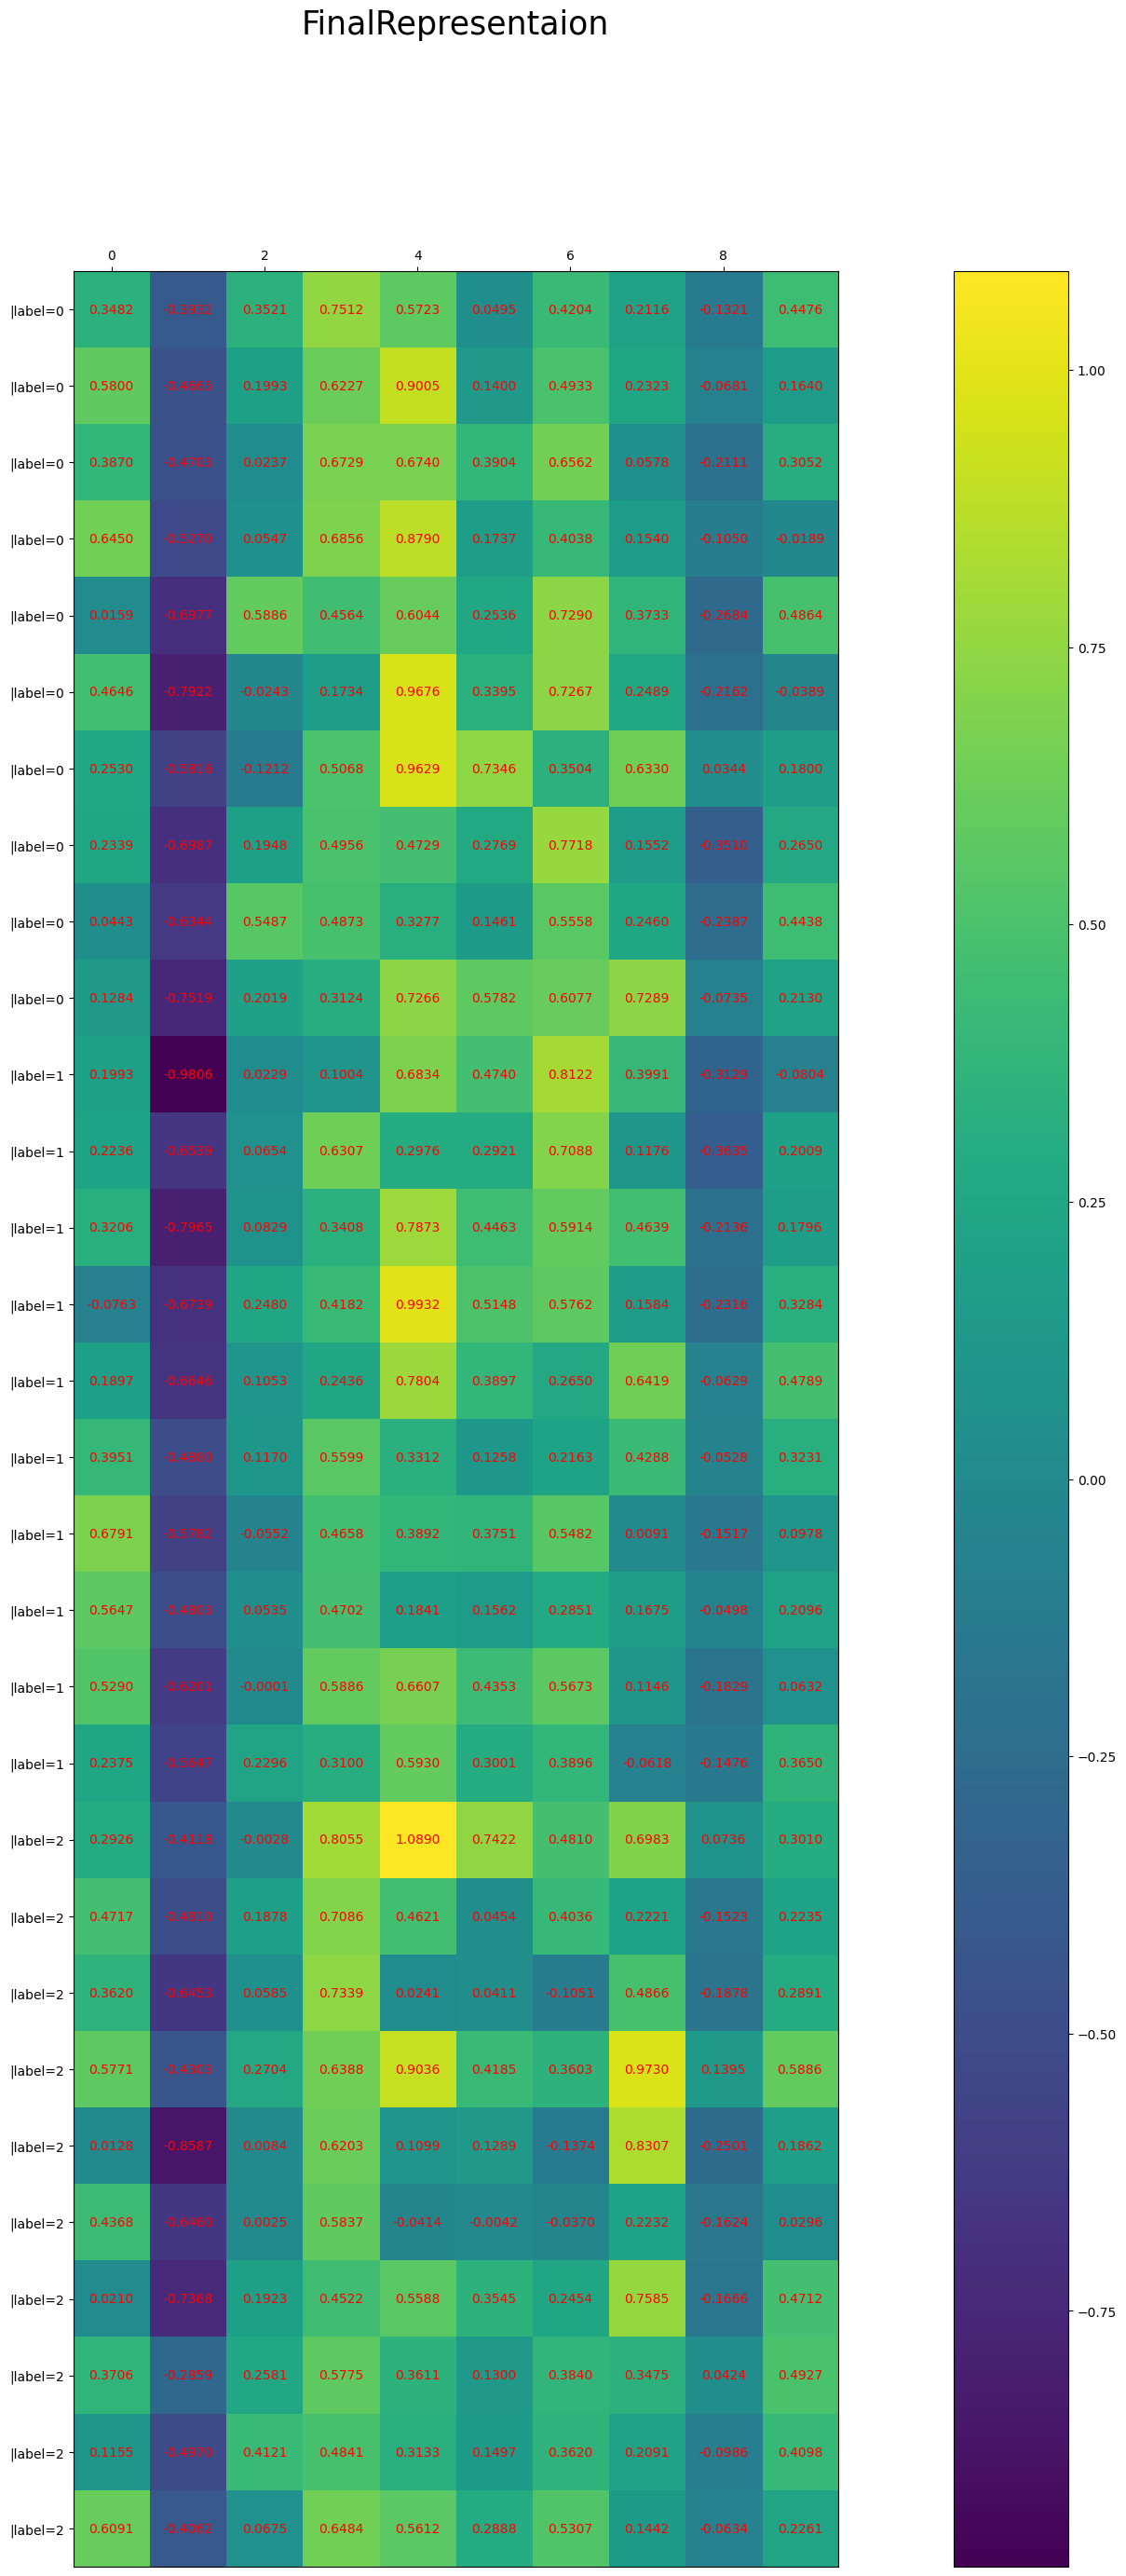 FinalRepresentaion
0 2 4 6 8
|label=0 0.3482 0.3521 0.7512 0.5723 0.0495 0.4204 0.2116 -0.1321 0.4476
1.00
|label=0 0.5800 0.1993 0.6227 0.9005 0.1400 0.4933 0.2323 -0.0681 0.1640
|label=0 0.3870 0.0237 0.6729 0.6740 0.3904 0.6562 0.0578 -0.2111 0.3052
|label=0 0.6450 0.0547 0.6856 0.8790 0.1737 0.4038 0.1540 -0.1050 -0.0189
|label=0 0.0159 -0.6977 0.5886 0.4564 0.6044 0.2536 0.7290 0.3733 -0.2684 0.4864
0.75
|label=0 0.4646 -0.7922 -0.0243 0.1734 0.9676 0.3395 0.7267 0.2489 -0.2162 -0.0389
|label=0 0.2530 -0.5816 -0.1212 0.5068 0.9629 0.7346 0.3504 0.6330 0.0344 0.1800
|label=0 0.2339 -0.6987 0.1948 0.4956 0.4729 0.2769 0.7718 0.1552 -0.3510 0.2650
0.50
|label=0 0.0443 -0.6344 0.5487 0.4873 0.3277 0.1461 0.5558 0.2460 -0.2387 0.4438
|label=0 0.1284 -0.7519 0.2019 0.3124 0.7266 0.5782 0.6077 0.7289 -0.0735 0.2130
|label=1 0.1993 -0.9806 0.0229 0.1004 0.6834 0.4740 0.8122 0.3991 -0.3129 -0.0804
|label=1 0.2236 0.0654 0.6307 0.2976 0.2921 0.7088 0.1176 -0.3635 0.2009
0.25
|label=1 0.3206 -0.7965 0.0829 0.3408 0.7873 0.4463 0.5914 0.4639 -0.2136 0.1796
|label=1 -0.0763 -0.6739 0.2480 0.4182 0.9932 0.5148 0.5762 0.1584 -0.2316 0.3284
|label=1 0.1897 -0.6646 0.1053 0.2436 0.7804 0.3897 0.2650 0.6419 -0.0629 0.4789
|label=1 0.3951 0.1170 0.5599 0.3312 0.1258 0.2163 0.4288 -0.0528 0.3231
0.00
|label=1 0.6791 -0.0552 0.4658 0.3892 0.3751 0.5482 0.0091 -0.1517 0.0978
|label=1 0.5647 0.0535 0.4702 0.1841 0.1562 0.2851 0.1675 -0.0498 0.2096
|label=1 0.5290 -0.0001 0.5886 0.6607 0.4353 0.5673 0.1146 -0.1829 0.0632
−0.25
|label=1 0.2375 -0.5647 0.2296 0.3100 0.5930 0.3001 0.3896 -0.0618 -0.1476 0.3650
|label=2 0.2926 -0.0028 0.8055 1.0890 0.7422 0.4810 0.6983 0.0736 0.3010
|label=2 0.4717 0.1878 0.7086 0.4621 0.0454 0.4036 0.2221 -0.1523 0.2235
|label=2 0.3620 0.0585 0.7339 0.0241 0.0411 -0.1051 0.4866 -0.1878 0.2891
−0.50
|label=2 0.5771 0.2704 0.6388 0.9036 0.4185 0.3603 0.9730 0.1395 0.5886
|label=2 0.0128 -0.8587 0.0084 0.6203 0.1099 0.1289 -0.1374 0.8307 -0.2501 0.1862
|label=2 0.4368 0.0025 0.5837 -0.0414 -0.0042 -0.0370 0.2232 -0.1624 0.0296
|label=2 0.0210 -0.7368 0.1923 0.4522 0.5588 0.3545 0.2454 0.7585 -0.1666 0.4712
−0.75
|label=2 0.3706 -0.2859 0.2581 0.5775 0.3611 0.1300 0.3840 0.3475 0.0424 0.4927
|label=2 0.1155 0.4121 0.4841 0.3133 0.1497 0.3620 0.2091 -0.0986 0.4098
|label=2 0.6091 0.0675 0.6484 0.5612 0.2888 0.5307 0.1442 -0.0634 0.2261